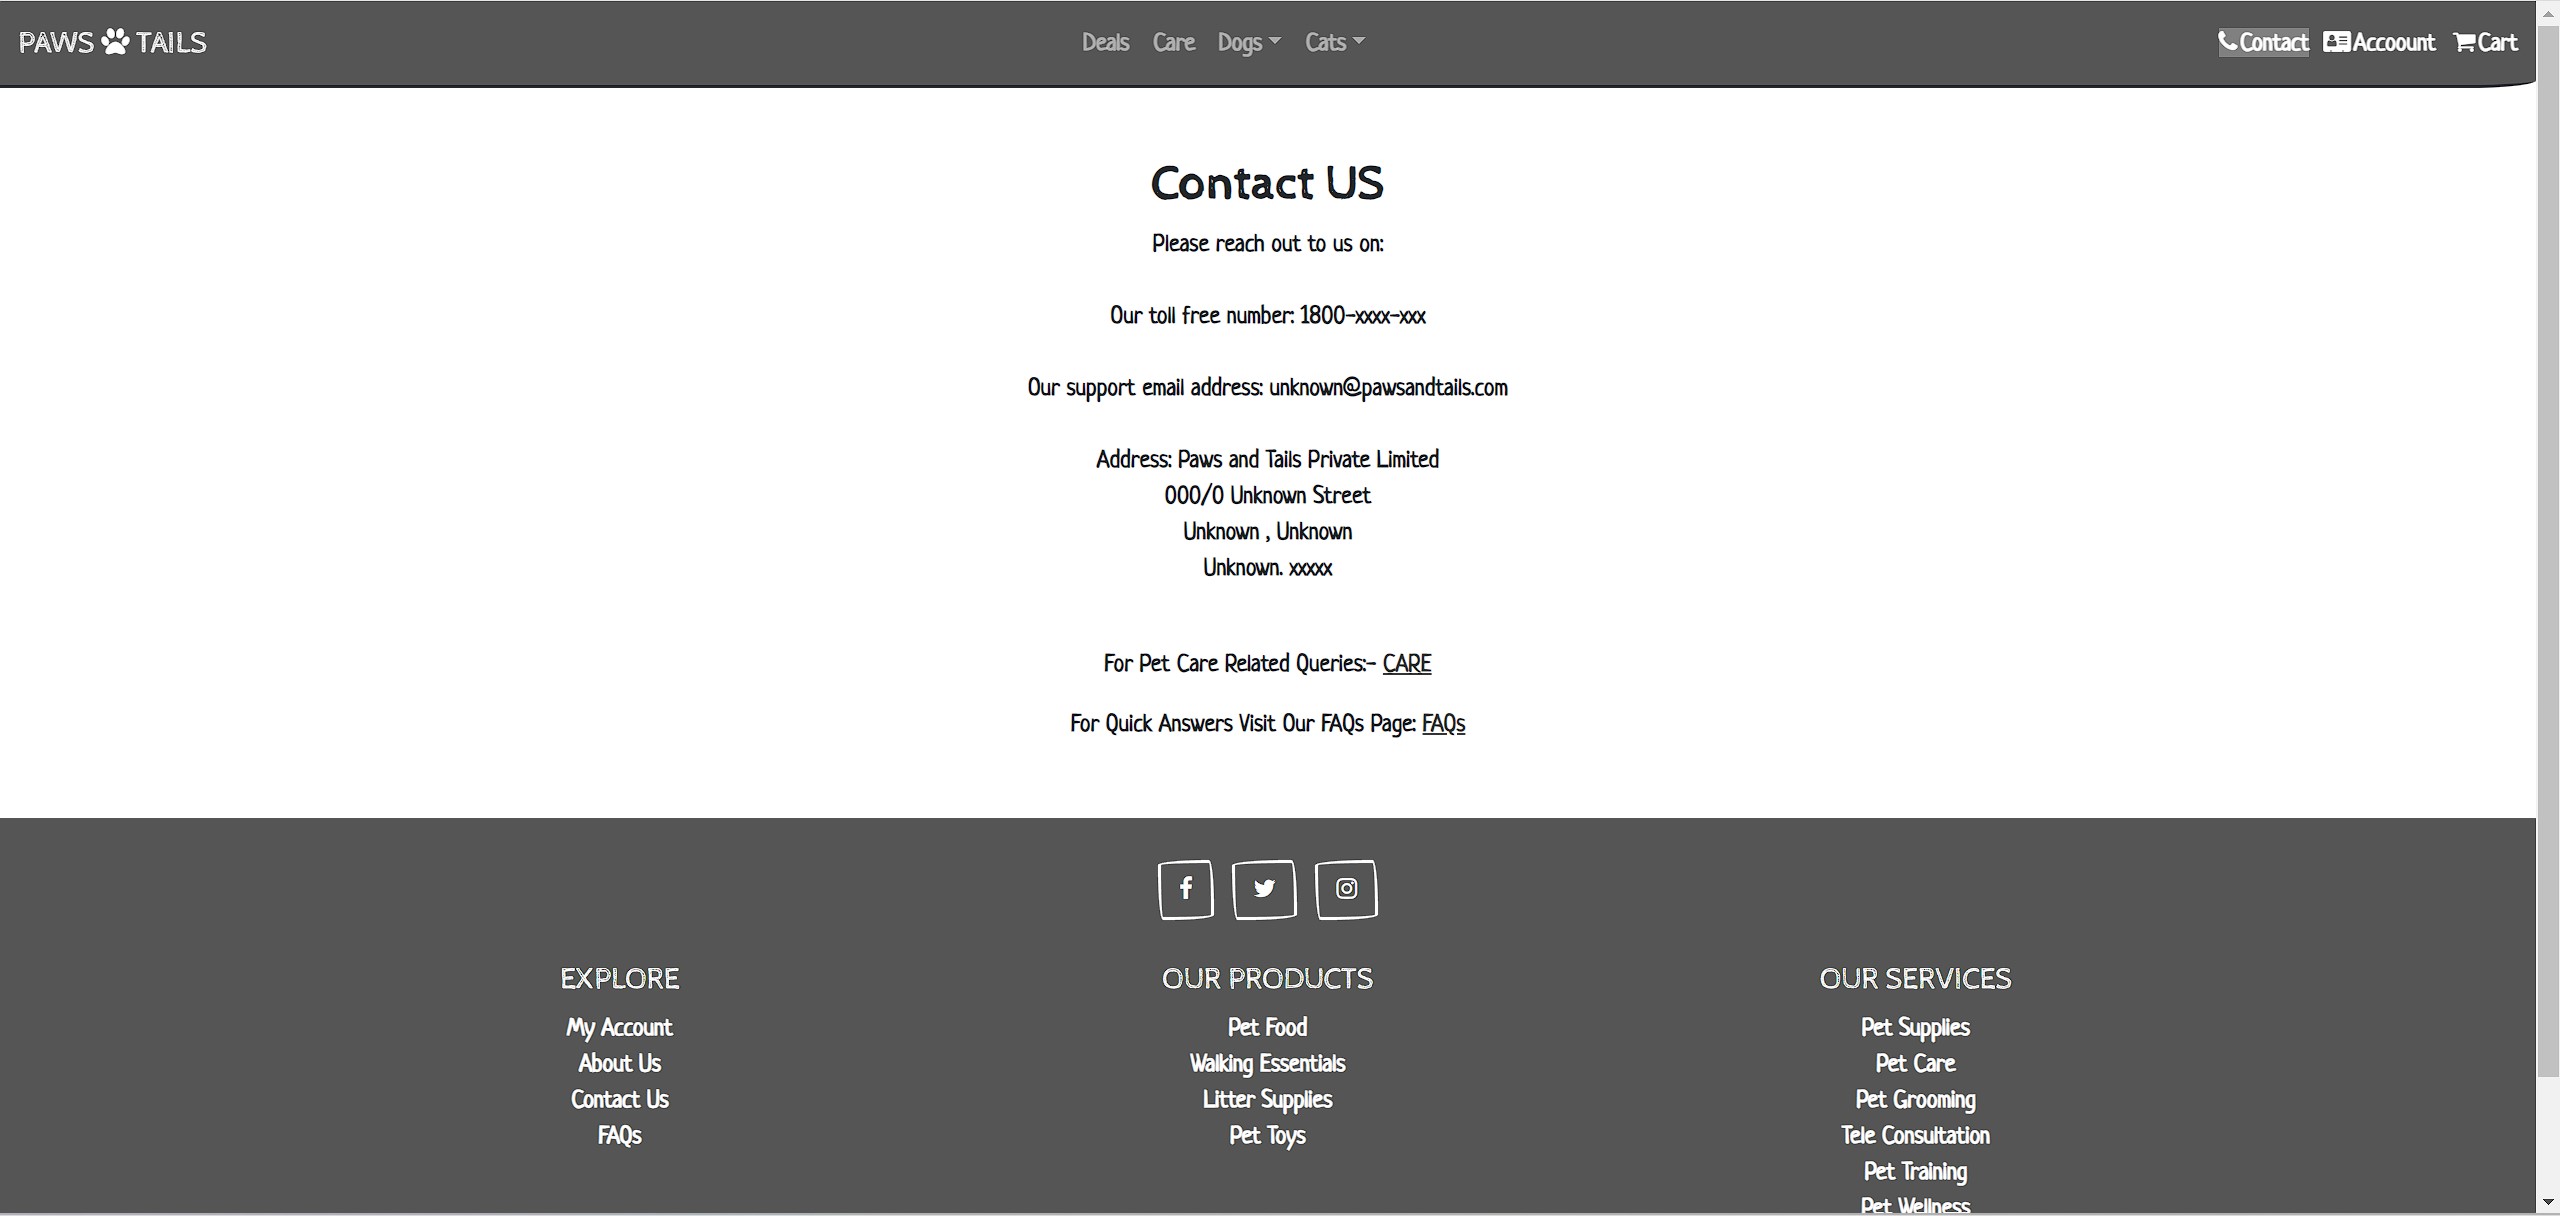 PAWS TAILS
Deals Care Dogs Cats
Contact Accoount Cart
Contact US
Please reach out to us on:
Our toll free number: 1800-xxxx-xxx
Our support email address: unknown@pawsandtails.com
Address: Paws and Tails Private Limited
000/0 Unknown Street
Unknown , Unknown
Unknown. xxxxx
For Pet Care Related Queries:- CARE
For Quick Answers Visit Our FAQs Page: FAQs
EXPLORE
My Account
About Us
Contact Us
FAQs
OUR PRODUCTS
Pet Food
Walking Essentials
Litter Supplies
Pet Toys
OUR SERVICES
Pet Supplies
Pet Care
Pet Grooming
Tele Consultation
Pet Training
Pet Wellness